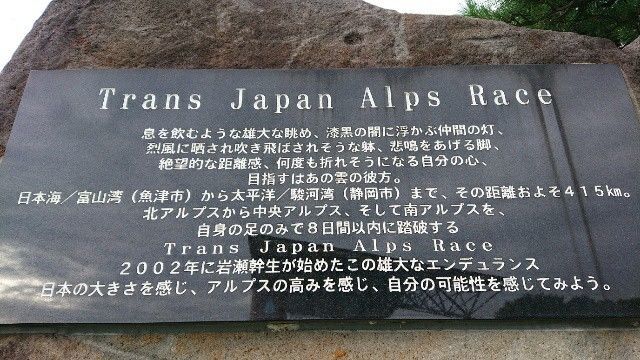 Trans Japan Alps Race
息を飲むような雄大な眺め、漆黒の闇に浮かぶ仲間の灯、
烈風に晒され吹き飛ばされそうな躰、悲鳴をあげる脚、
絶望的な距離感、何度も折れそうになる自分の心、
目指すはあの雲の彼方。
日本海／富山湾（魚津市）から太平洋／駿河湾（静岡市）まで、その距離およそ４１５㎞。
北アルプスから中央アルプス、そして南アルプスを、
自身の足のみで８日間以内に踏破する
Trans Japan Alps Race
２００２年に岩瀬幹生が始めたこの雄大なエンデュランス
日本の大きさを感じ、アルプスの高みを感じ、自分の可能性を感じてみよう。